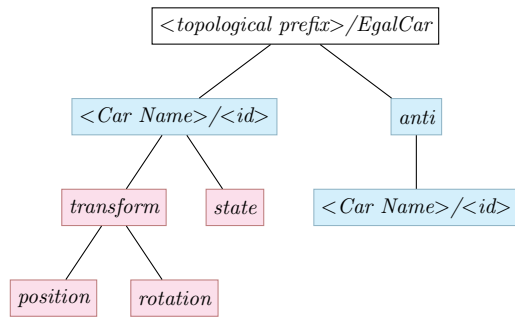 <topological prefix>/EgalCar
<Car Name>/<id>
anti
transform
state
<Car Name>/<id>
position
rotation